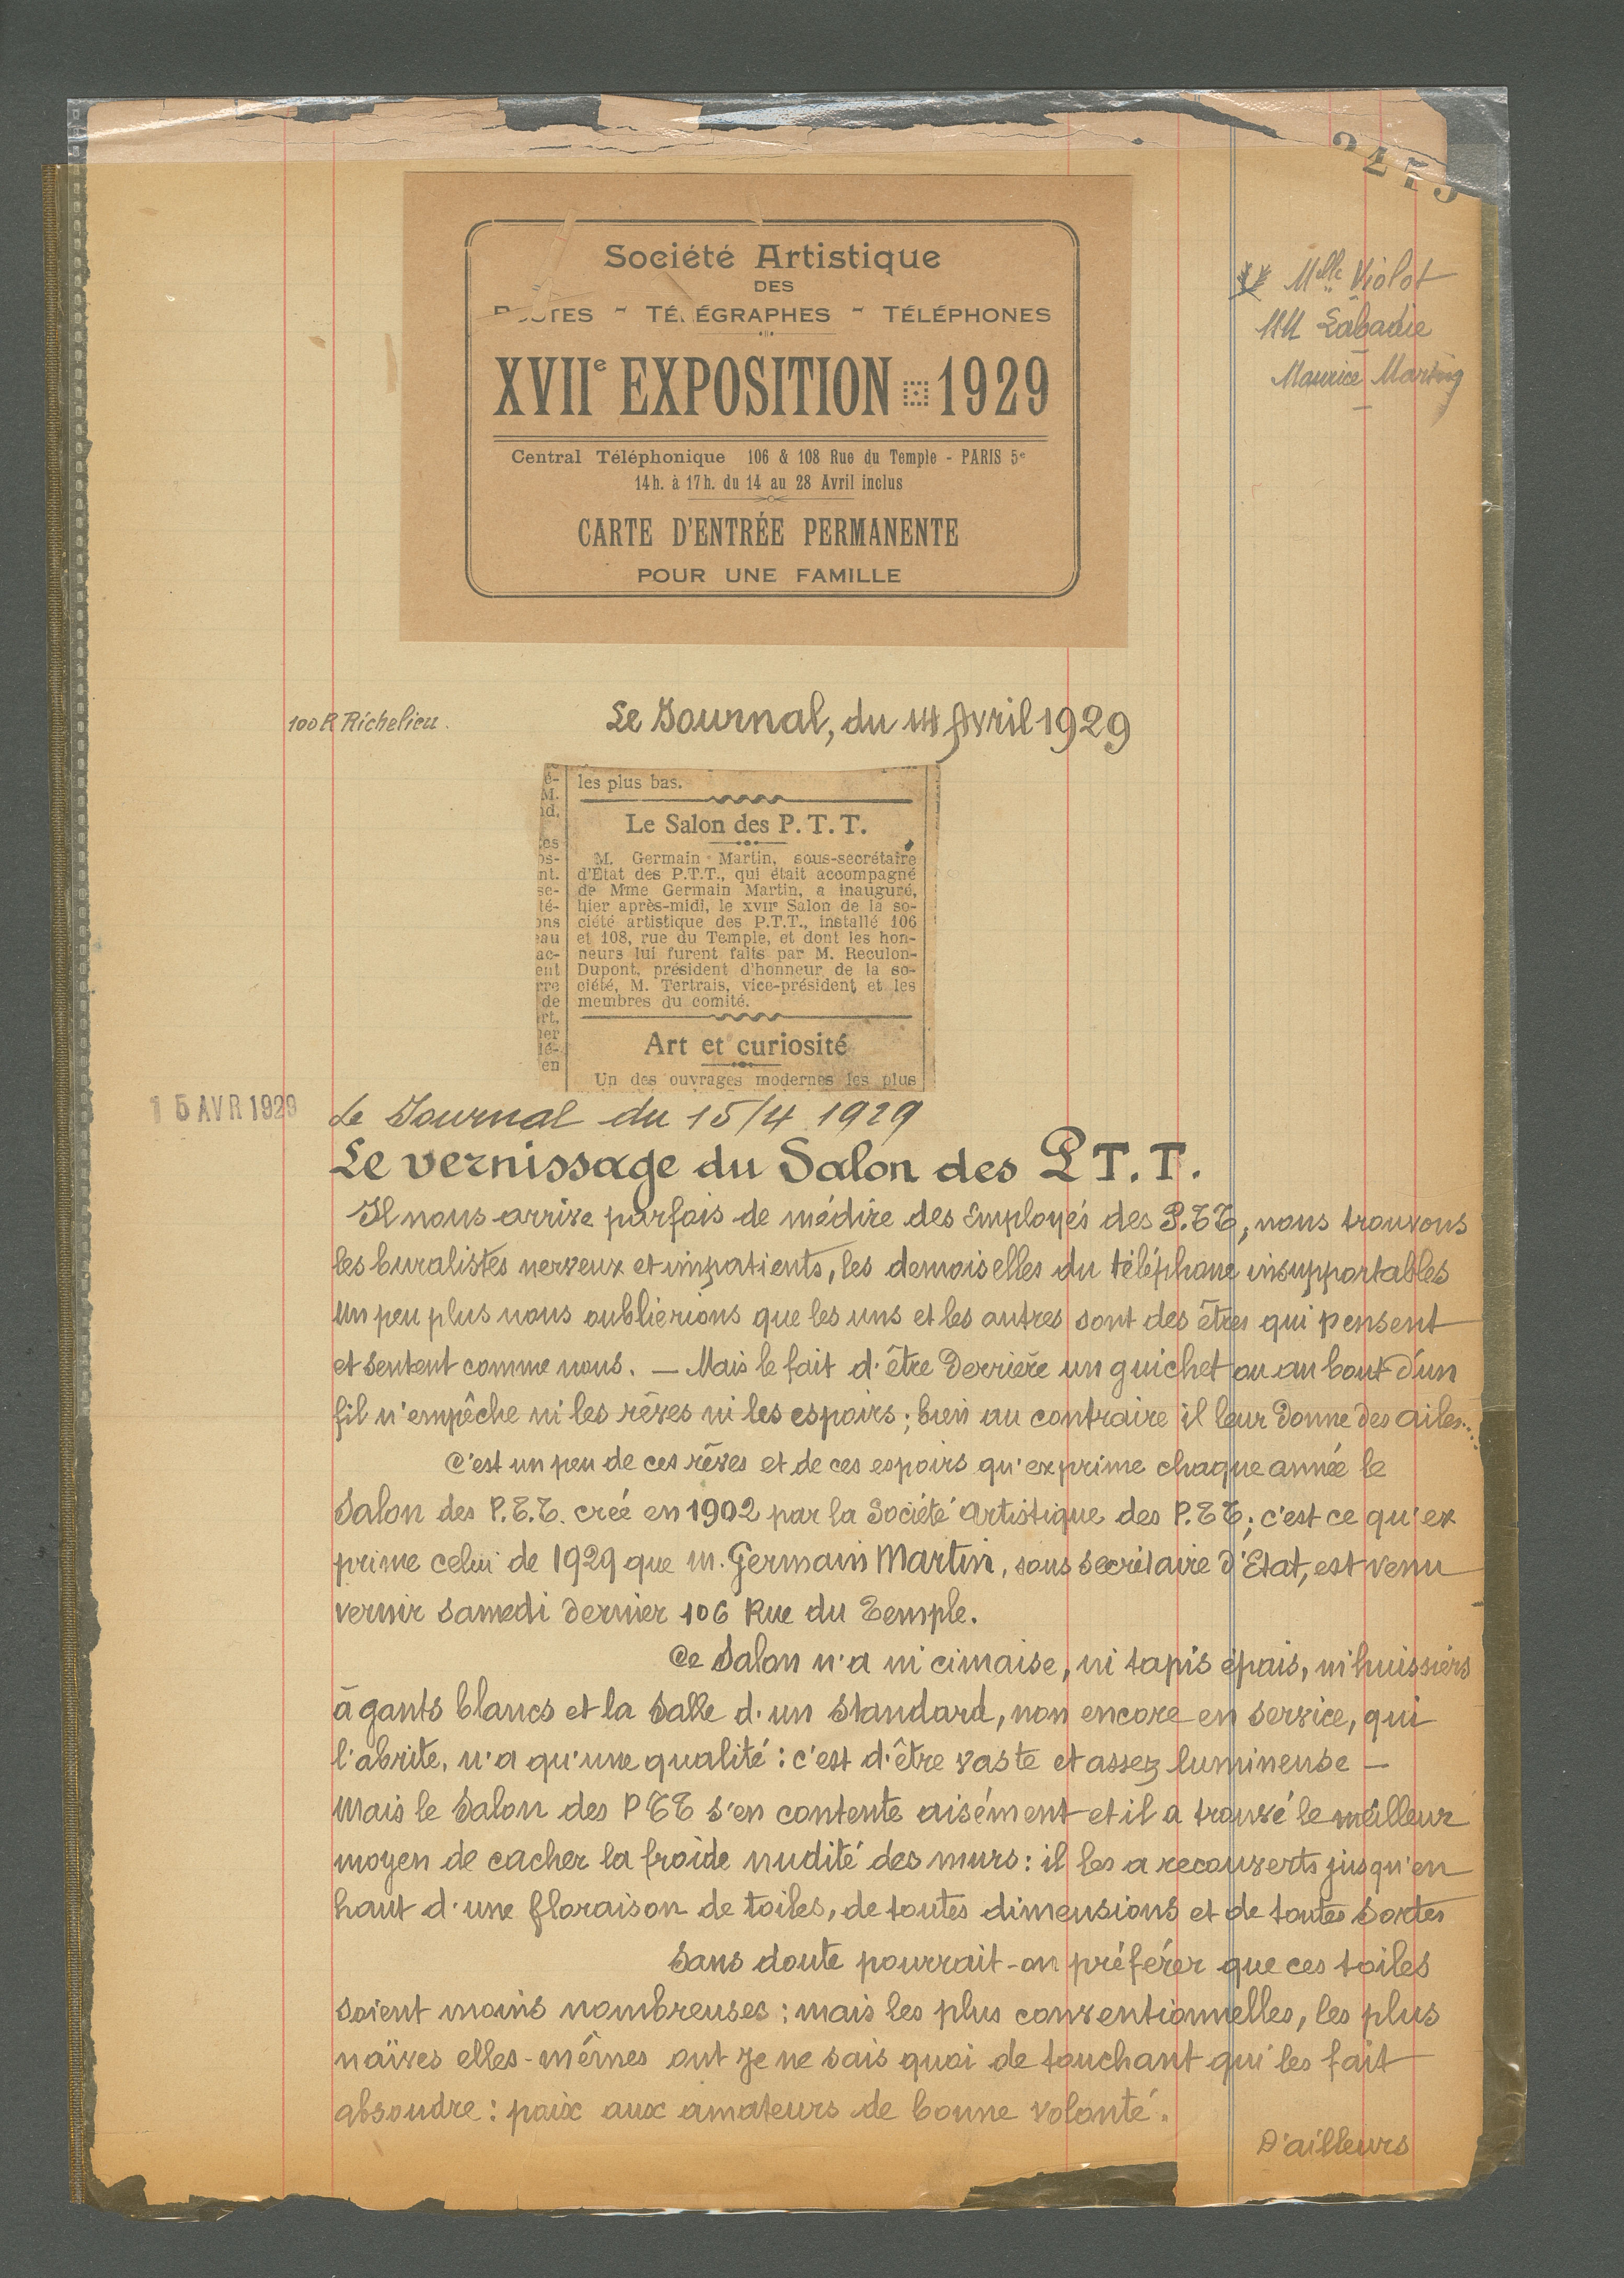 Société Artistique
DES
POSTES - TÉLÉGRAPHES - TÉLÉPHONES
XVIIe EXPOSITION 1929
Central Téléphonique 106 & 108 Rue du Temple - PARIS 5e
14h. à 17h. du 14 au 28 Avril inclus
CARTE D'ENTRÉE PERMANENTE
POUR UNE FAMILLE
Mlle Violot
MM Labadie
Maurice Martin
100 R Richelieu.
Le Journal, du 14 Avril 1929
les plus bas.
Le Salon des P.T.T.
M. Germain Martin, sous-secrétaire
d'Etat des P.T.T., qui était accompagné
de Mme Germain Martin, a inauguré,
hier après-midi, le XVIIe Salon de la so-
ciété artistique des P.T.T., installé 106
et 108, rue du Temple, et dont les hon-
neurs lui furent faits par M. Reculon-
Dupont, président d'honneur de la so-
ciété, M. Tertrais, vice-président et les
membres du comité.
Art et curiosité
Un des ouvrages modernes les plus
15 AVR 1929
Le Journal du 15/4 1929
Le vernissage du Salon des P.T.T.
Il nous arrive parfois de médire des Employés des P.T.T, nous trouvons
les buralistes nerveux et impatients, les demoiselles du téléphone insupportables
Un peu plus nous oublierions que les uns et les autres sont des êtres qui pensent
et sentent comme nous. — Mais le fait d'être derrière un guichet ou au bout d'un
fil n'empêche ni les rêves ni les espoirs; bien au contraire il leur donne des ailes...
C'est un peu de ces rêves et de ces espoirs qu'exprime chaque année le
Salon des P.T.T. créé en 1902 par la Société Artistique des P.T.T; c'est ce qu'ex
prime celui de 1929 que M. Germain Martin, sous secrétaire d'Etat, est venu
vernir samedi dernier 106 Rue du Temple.
Ce Salon n'a ni cimaise, ni tapis épais, ni huissiers
à gants blancs et la salle d'un standard, non encore en service, qui
l'abrite, n'a qu'une qualité : c'est d'être vaste et assez lumineuse —
Mais le Salon des PTT s'en contente aisément et il a trouvé le meilleur
moyen de cacher la froide nudité des murs : il les a recouverts jusqu'en
haut d'une floraison de toiles, de toutes dimensions et de toutes sortes
Sans doute pourrait-on préférer que ces toiles
soient moins nombreuses : mais les plus conventionnelles, les plus
naïves elles-mêmes ont je ne sais quoi de touchant qui les fait
absoudre : paix aux amateurs de bonne volonté.
D'ailleurs